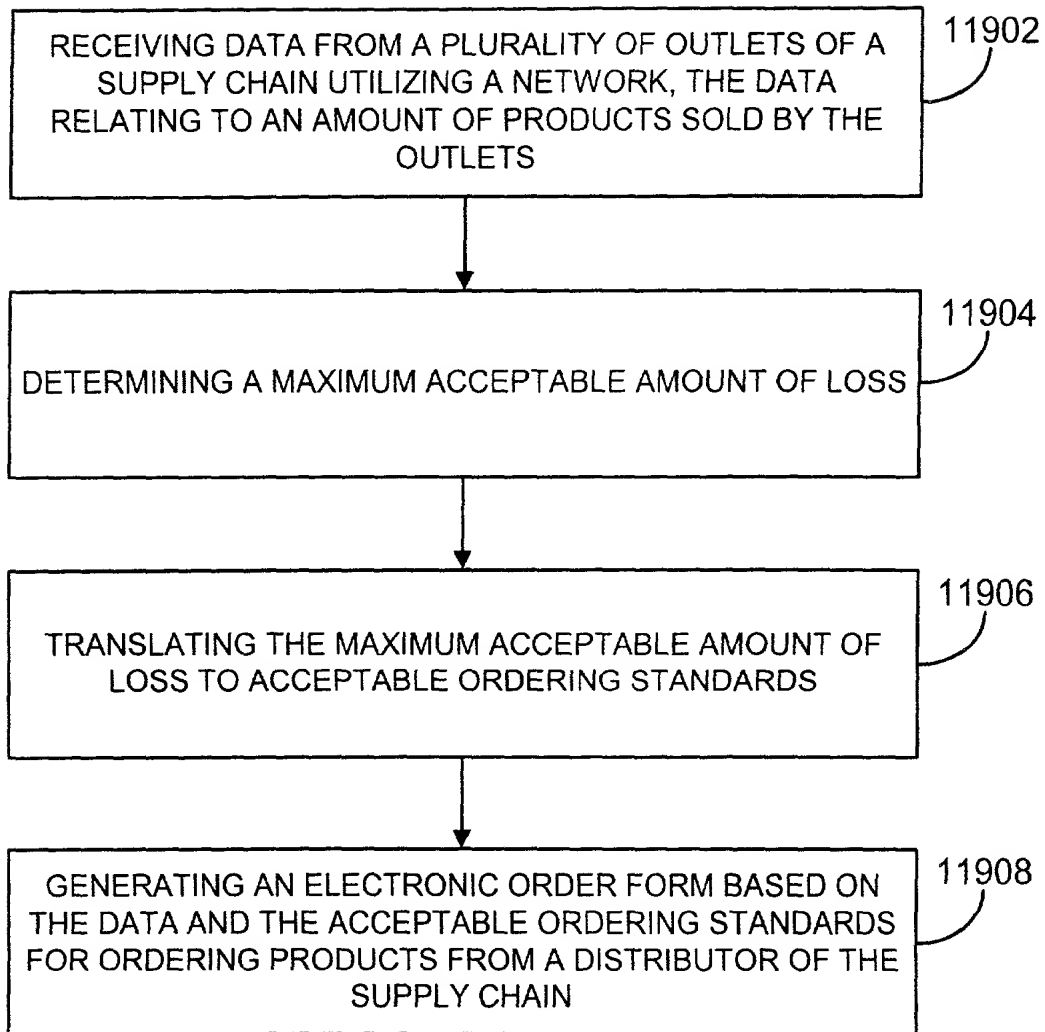 RECEIVING DATA FROM A PLURALITY OF OUTLETS OF A
SUPPLY CHAIN UTILIZING A NETWORK, THE DATA
RELATING TO AN AMOUNT OF PRODUCTS SOLD BY THE
OUTLETS
11902
DETERMINING A MAXIMUM ACCEPTABLE AMOUNT OF LOSS
11904
TRANSLATING THE MAXIMUM ACCEPTABLE AMOUNT OF
LOSS TO ACCEPTABLE ORDERING STANDARDS
11906
GENERATING AN ELECTRONIC ORDER FORM BASED ON
THE DATA AND THE ACCEPTABLE ORDERING STANDARDS
FOR ORDERING PRODUCTS FROM A DISTRIBUTOR OF THE
SUPPLY CHAIN
11908